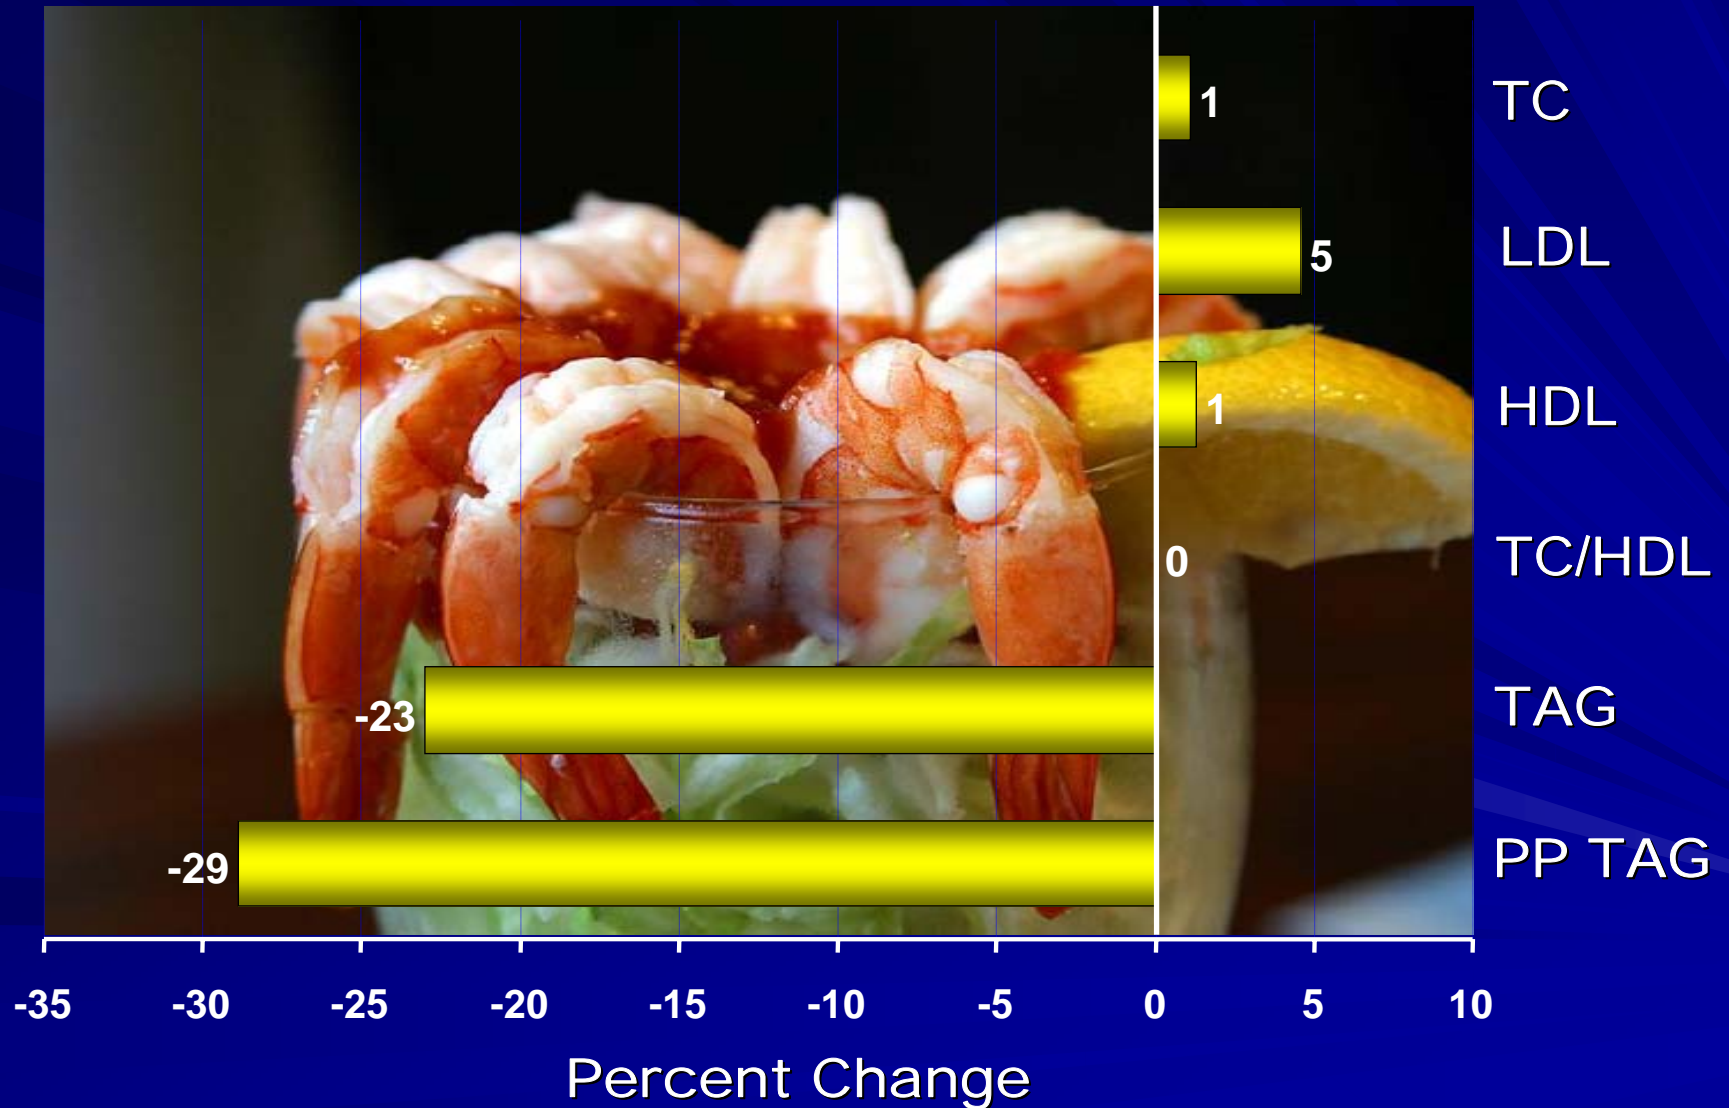 1 TC
5 LDL
1 HDL
0 TC/HDL
-23 TAG
-29 PP TAG
-35 -30 -25 -20 -15 -10 -5 0 5 10
Percent Change